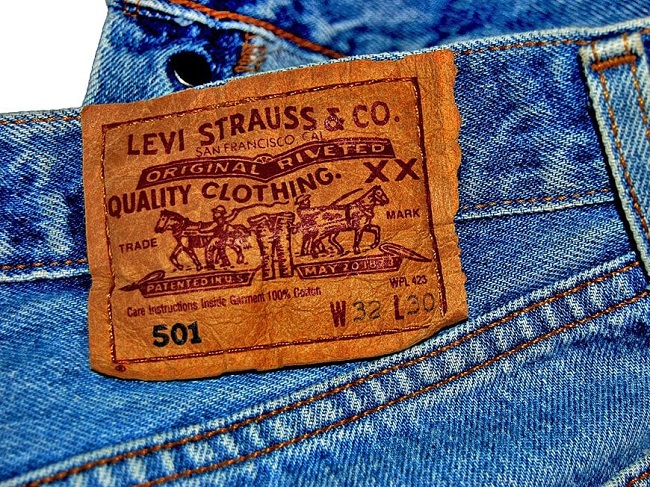 LEVI STRAUSS & CO.
SAN FRANCISCO, CAL
ORIGINAL RIVETED
QUALITY CLOTHING. XX
TRADE MARK
PATENTED IN U.S. MAY 20
WPL 423
Care Instructions Inside Garment 100% Cotton
501 W 32 L 30